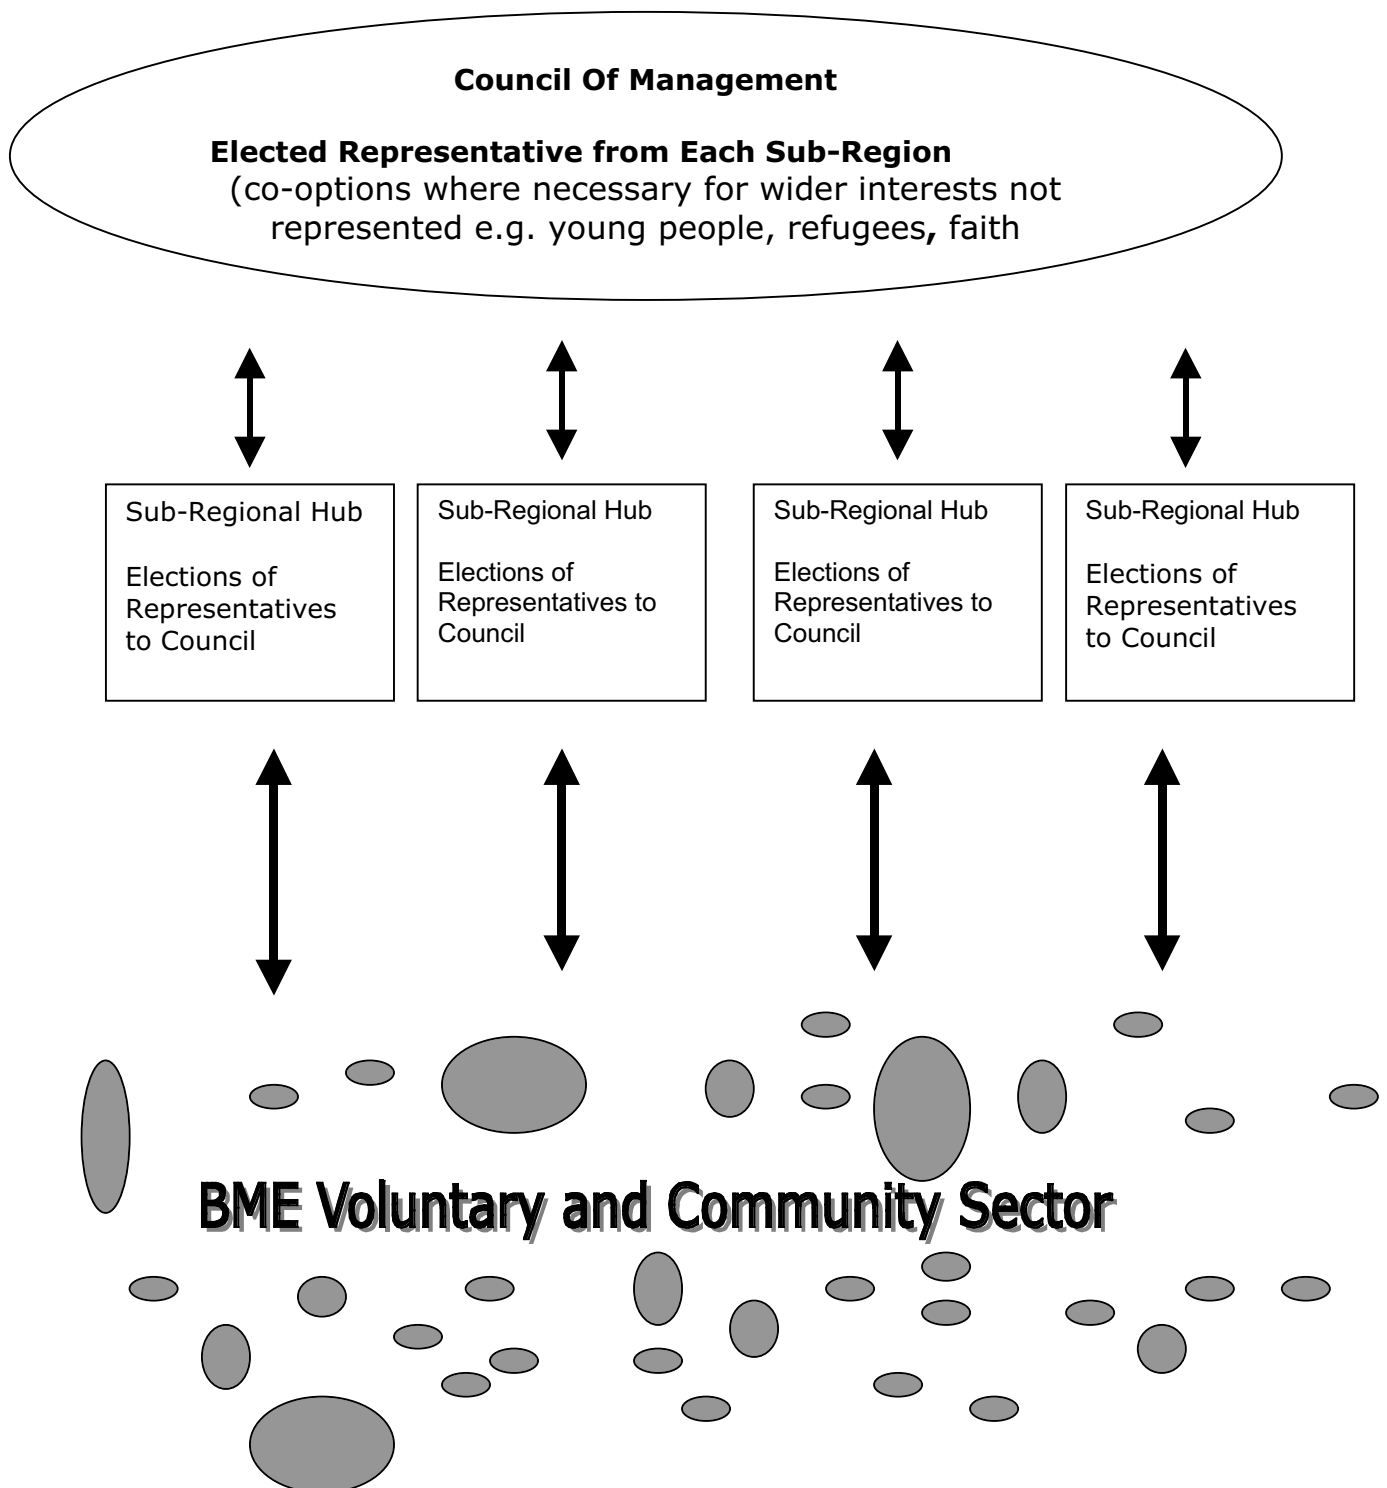 Council Of Management
Elected Representative from Each Sub-Region
(co-options where necessary for wider interests not
represented e.g. young people, refugees, faith
Sub-Regional Hub
Elections of
Representatives
to Council
Sub-Regional Hub
Elections of
Representatives to
Council
Sub-Regional Hub
Elections of
Representatives to
Council
Sub-Regional Hub
Elections of
Representatives
to Council
BME Voluntary and Community Sector